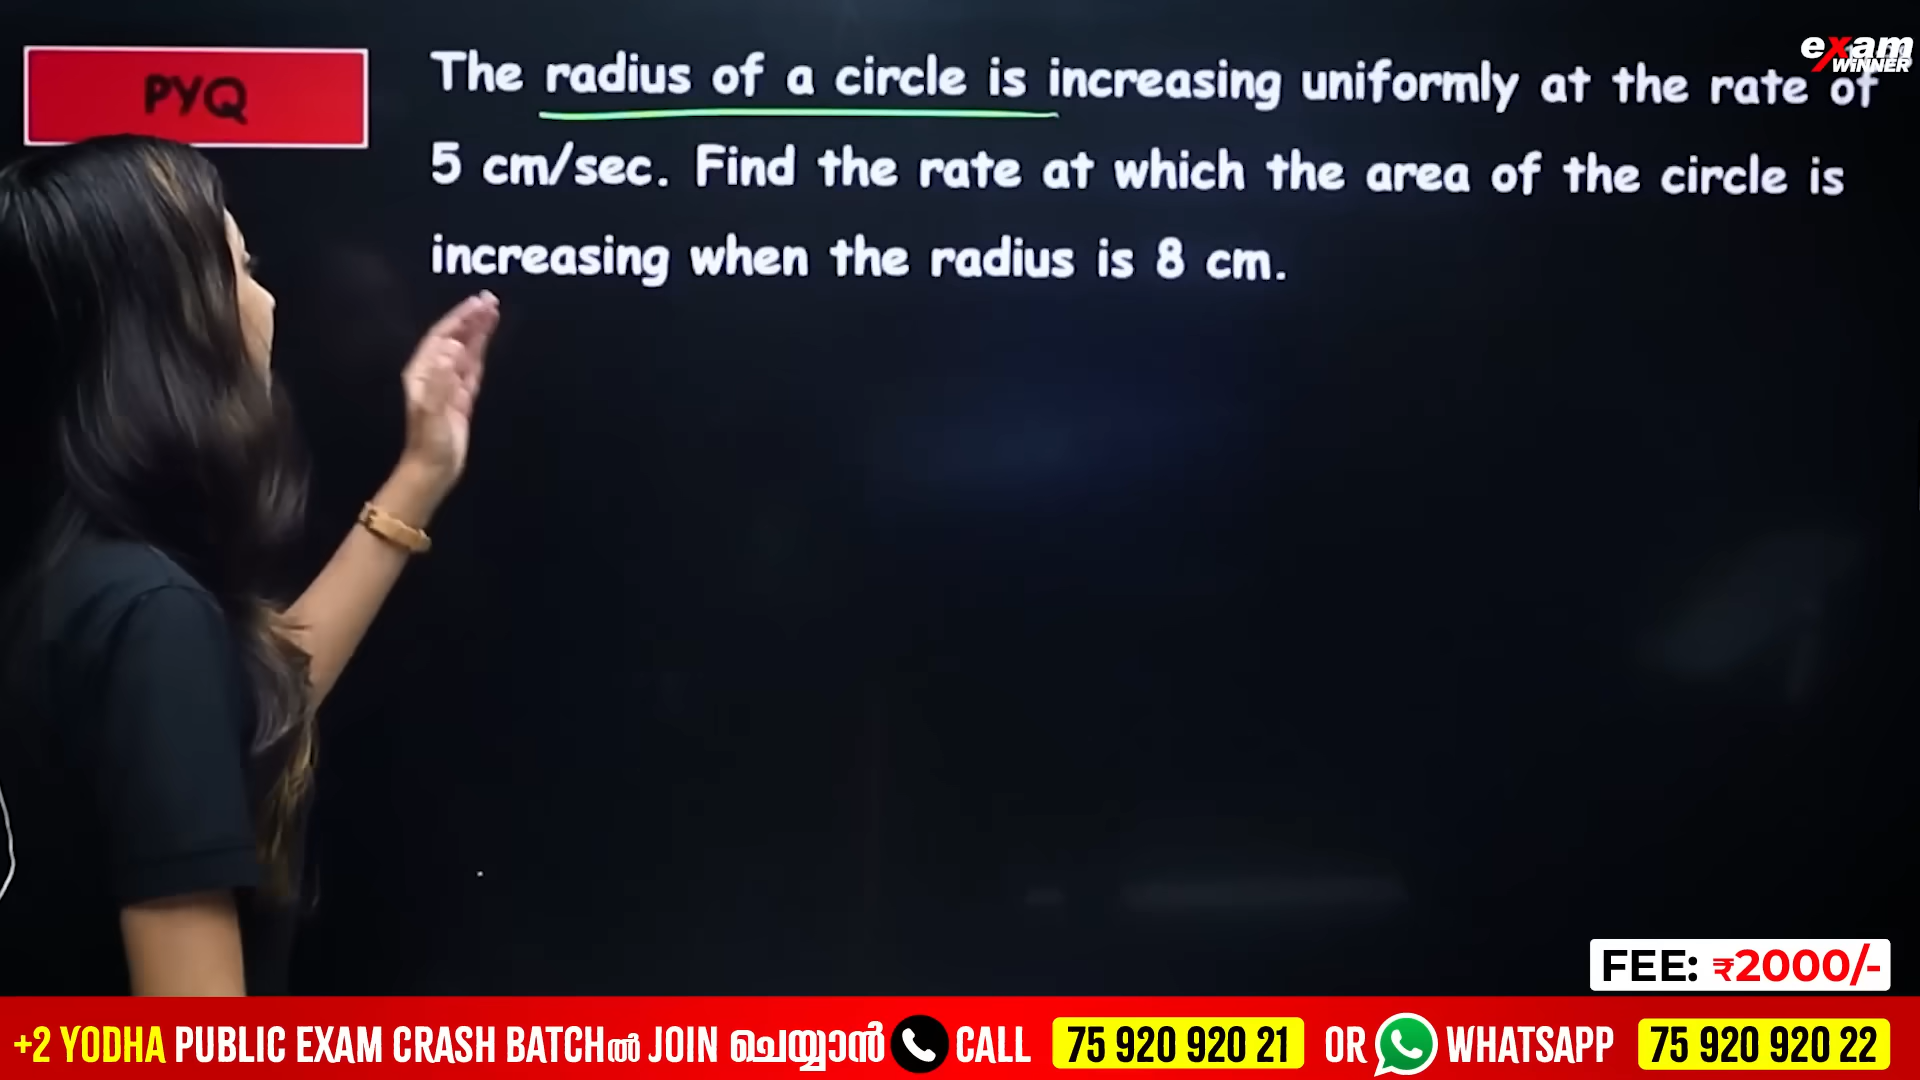 PYQ
The radius of a circle is increasing uniformly at the rate of
5 cm/sec. Find the rate at which the area of the circle is
increasing when the radius is 8 cm.
exam
WINNER
FEE: ₹2000/-
+2 YODHA PUBLIC EXAM CRASH BATCHൽ JOIN ചെയ്യാൻ CALL 75 920 920 21 OR WHATSAPP 75 920 920 22